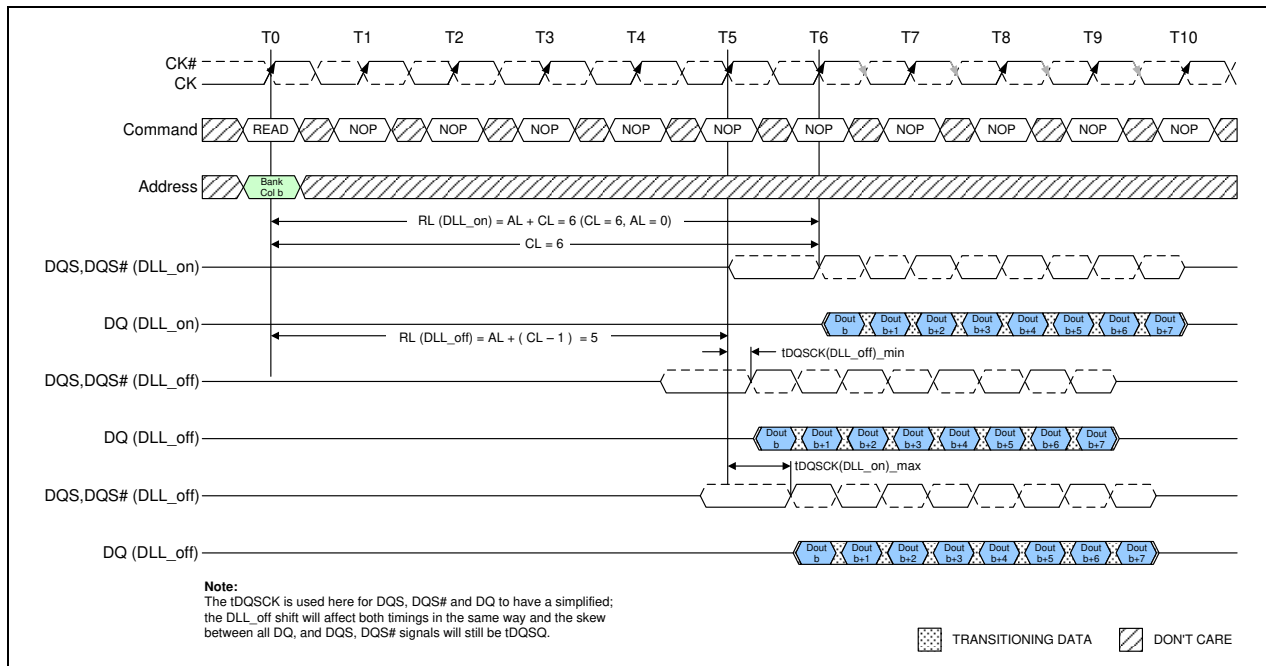 T0 T1 T2 T3 T4 T5 T6 T7 T8 T9 T10
CK#
CK
Command READ NOP NOP NOP NOP NOP NOP NOP NOP NOP NOP
Address Bank
Col b
RL (DLL_on) = AL + CL = 6 (CL = 6, AL = 0)
CL = 6
DQS,DQS# (DLL_on)
DQ (DLL_on) Dout b Dout b+1 Dout b+2 Dout b+3 Dout b+4 Dout b+5 Dout b+6 Dout b+7
RL (DLL_off) = AL + ( CL – 1 ) = 5
tDQSCK(DLL_off)_min
DQS,DQS# (DLL_off)
DQ (DLL_off) Dout b Dout b+1 Dout b+2 Dout b+3 Dout b+4 Dout b+5 Dout b+6 Dout b+7
tDQSCK(DLL_on)_max
DQS,DQS# (DLL_off)
DQ (DLL_off) Dout b Dout b+1 Dout b+2 Dout b+3 Dout b+4 Dout b+5 Dout b+6 Dout b+7
Note:
The tDQSCK is used here for DQS, DQS# and DQ to have a simplified;
the DLL_off shift will affect both timings in the same way and the skew
between all DQ, and DQS, DQS# signals will still be tDQSQ.
TRANSITIONING DATA DON'T CARE